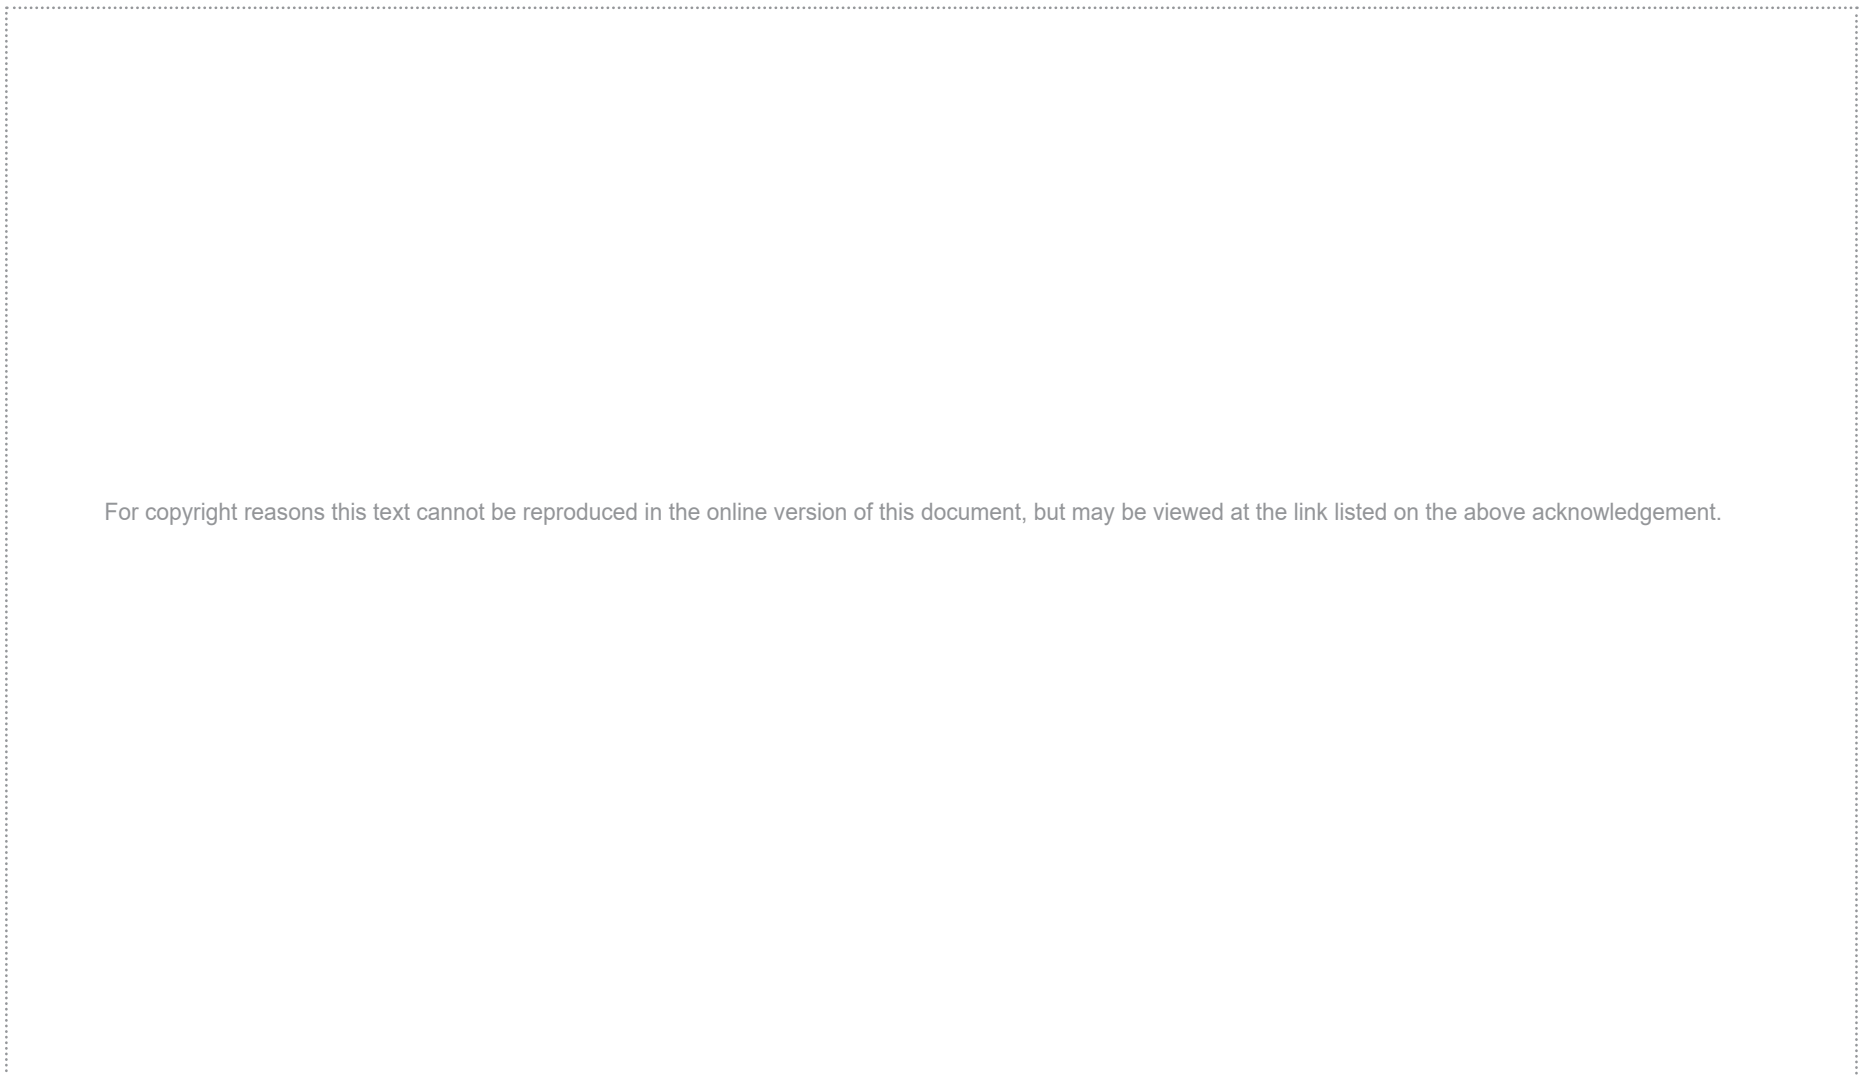 For copyright reasons this text cannot be reproduced in the online version of this document, but may be viewed at the link listed on the above acknowledgement.